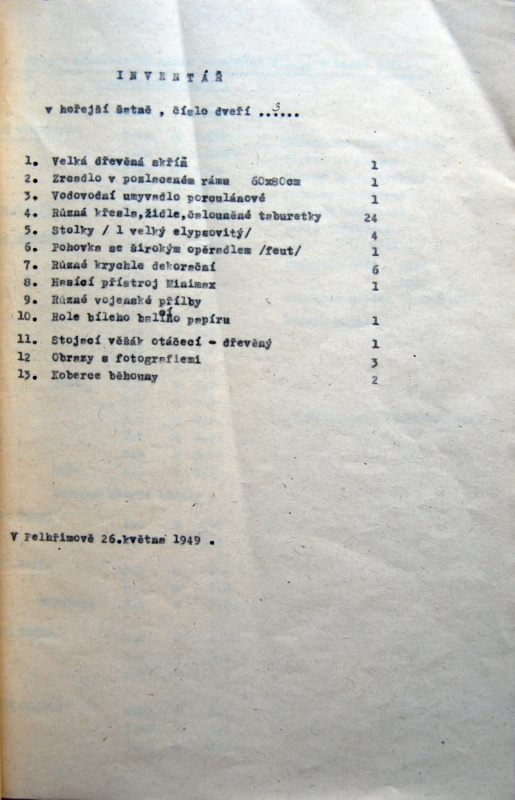 INVENTÁŘ
v hořejší šatně , číslo dveří ..3....
1. Velká dřevěná skříň 1
2. Zrcadlo v pozlaceném rámu 60x80cm 1
3. Vodovodní umyvadlo porculánové 1
4. Různá křesla,židle,čalouněné taburetky 24
5. Stolky / 1 velký elypsovitý/ 4
6. Pohovka se širokým opěradlem /feut/ 1
7. Různé krychle dekorační 6
8. Hasící přístroj Minimax 1
9. Různé vojenské přilby
10. Role bíleho balího papíru 1
11. Stojací věšák otáčecí - dřevěný 1
12 Obrazy s fotografiemi 3
13. Koberce běhouny 2
V Pelhřimově 26.května 1949 .